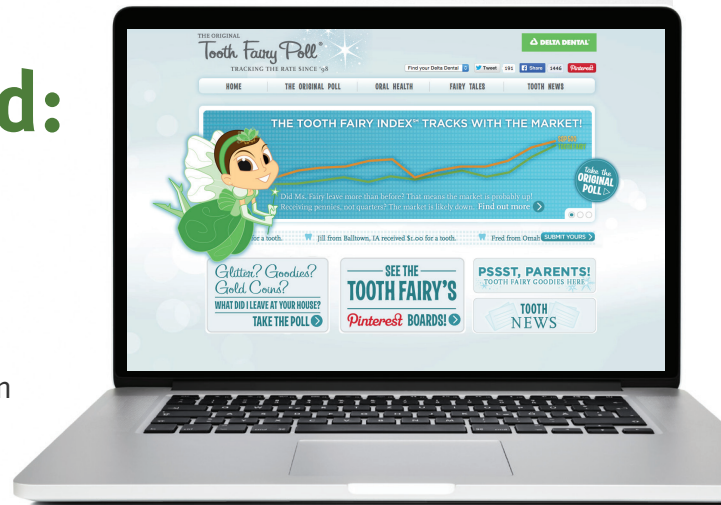 d:
n
THE ORIGINAL
Tooth Fairy Poll®
TRACKING THE RATE SINCE '98
DELTA DENTAL
Find your Delta Dental
Tweet 191
Share 1446
Pinterest
HOME THE ORIGINAL POLL ORAL HEALTH FAIRY TALES TOOTH NEWS
THE TOOTH FAIRY INDEX™ TRACKS WITH THE MARKET!
Take the
ORIGINAL
POLL
Did Ms. Fairy leave more than before? That means the market is probably up!
Receiving pennies, not quarters? The market is likely down. Find out more
for a tooth. Jill from Balltown, IA received $1.00 for a tooth. Fred from Omah SUBMIT YOURS
Glitter? Goodies?
Gold Coins?
WHAT DID I LEAVE AT YOUR HOUSE?
TAKE THE POLL
SEE THE
TOOTH FAIRY'S
Pinterest BOARDS!
PSSST, PARENTS!
TOOTH FAIRY GOODIES HERE
TOOTH
NEWS